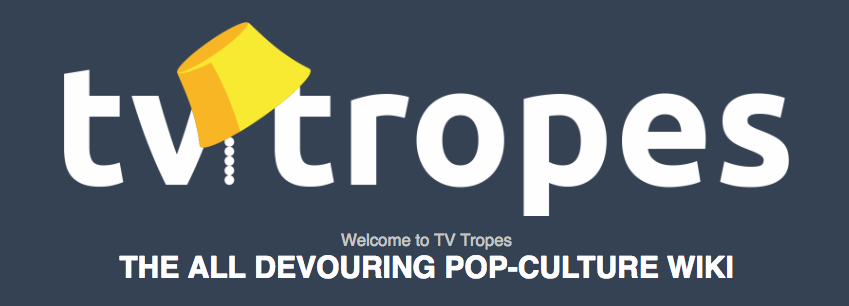 tv tropes
Welcome to TV Tropes
THE ALL DEVOURING POP-CULTURE WIKI